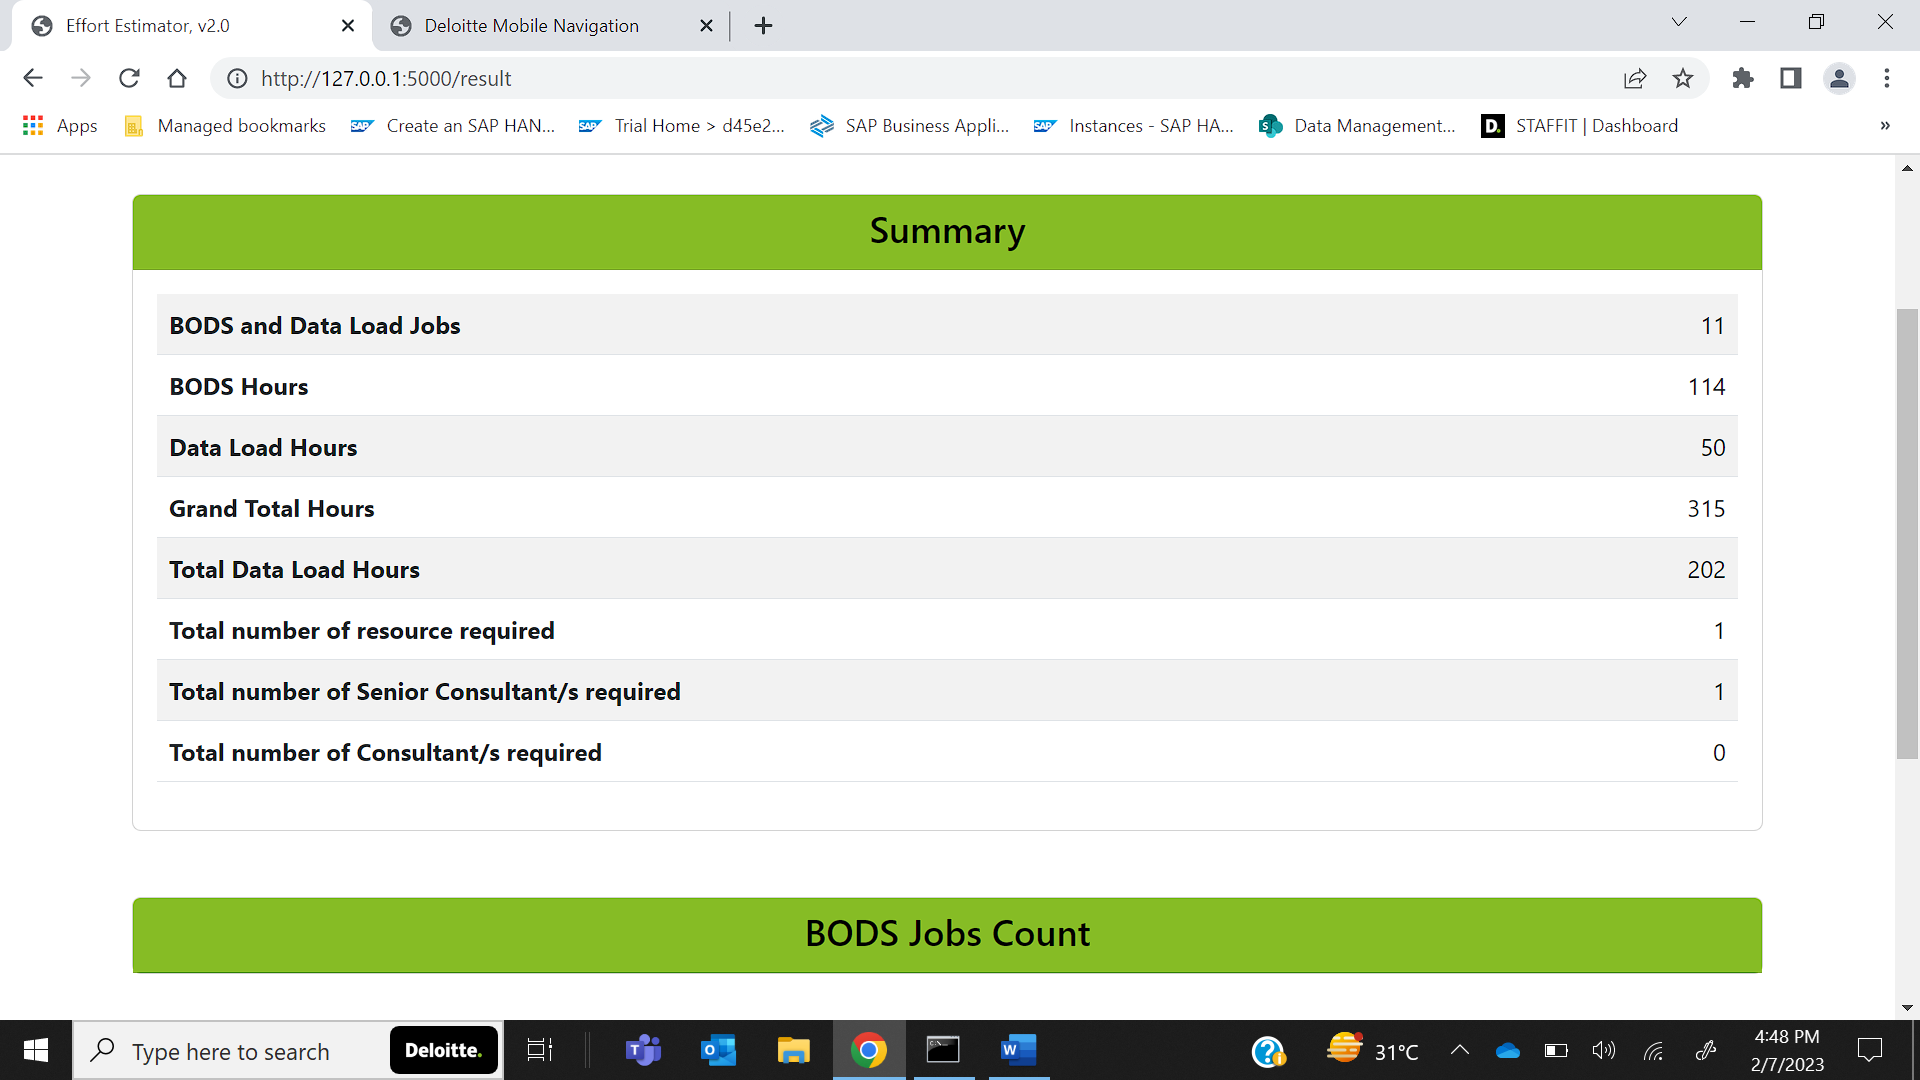 Effort Estimator, v2.0
Deloitte Mobile Navigation
http://127.0.0.1:5000/result
Apps
Managed bookmarks
Create an SAP HAN...
Trial Home > d45e2...
SAP Business Appli...
Instances - SAP HA...
Data Management...
D.
STAFFIT | Dashboard
»
Summary
BODS and Data Load Jobs 11
BODS Hours 114
Data Load Hours 50
Grand Total Hours 315
Total Data Load Hours 202
Total number of resource required 1
Total number of Senior Consultant/s required 1
Total number of Consultant/s required 0
BODS Jobs Count
Type here to search
Deloitte.
31°C
4:48 PM
2/7/2023